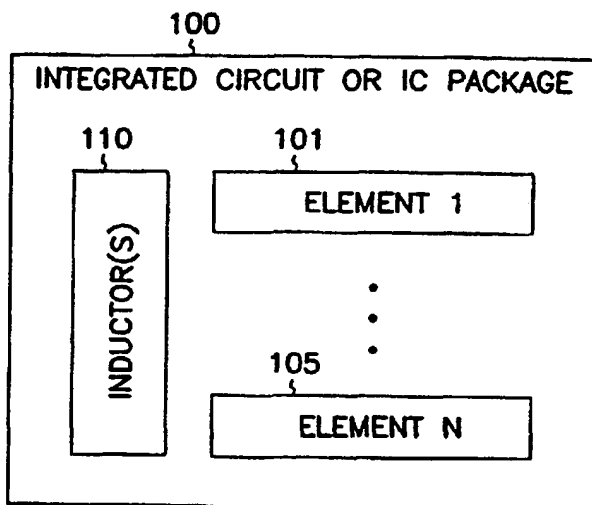 100
INTEGRATED CIRCUIT OR IC PACKAGE
110
INDUCTOR(S)
101
ELEMENT 1
105
ELEMENT N